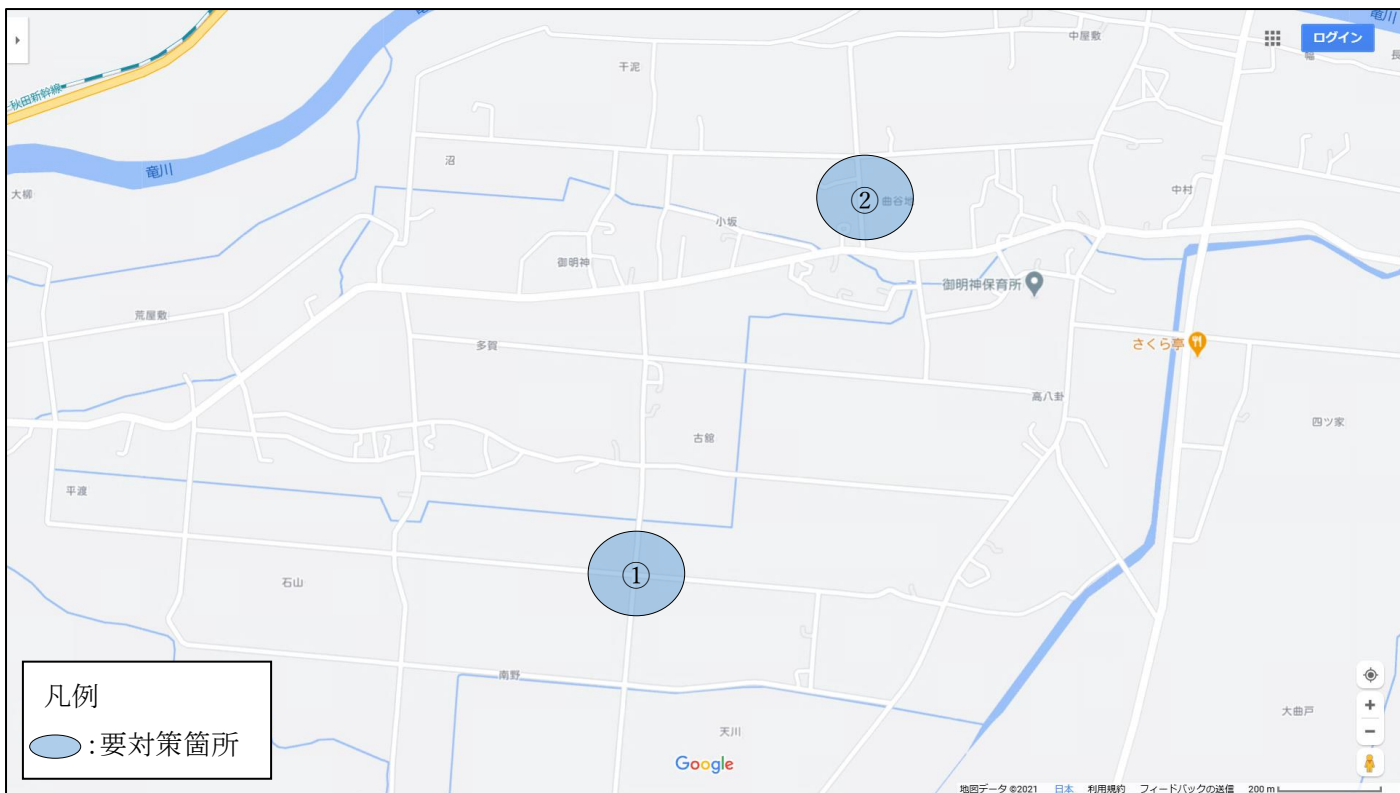 竜川
ログイン
中屋敷
干泥
秋田新幹線
沼
竜川
大柳
中村
② 曲谷地
小坂
御明神
御明神保育所
荒屋敷
さくら亭
多賀
高八卦
四ツ家
古舘
平渡
①
石山
南野
凡例
:要対策箇所
大曲戸
天川
Google
地図データ ©2021 日本 利用規約 フィードバックの送信 200 m